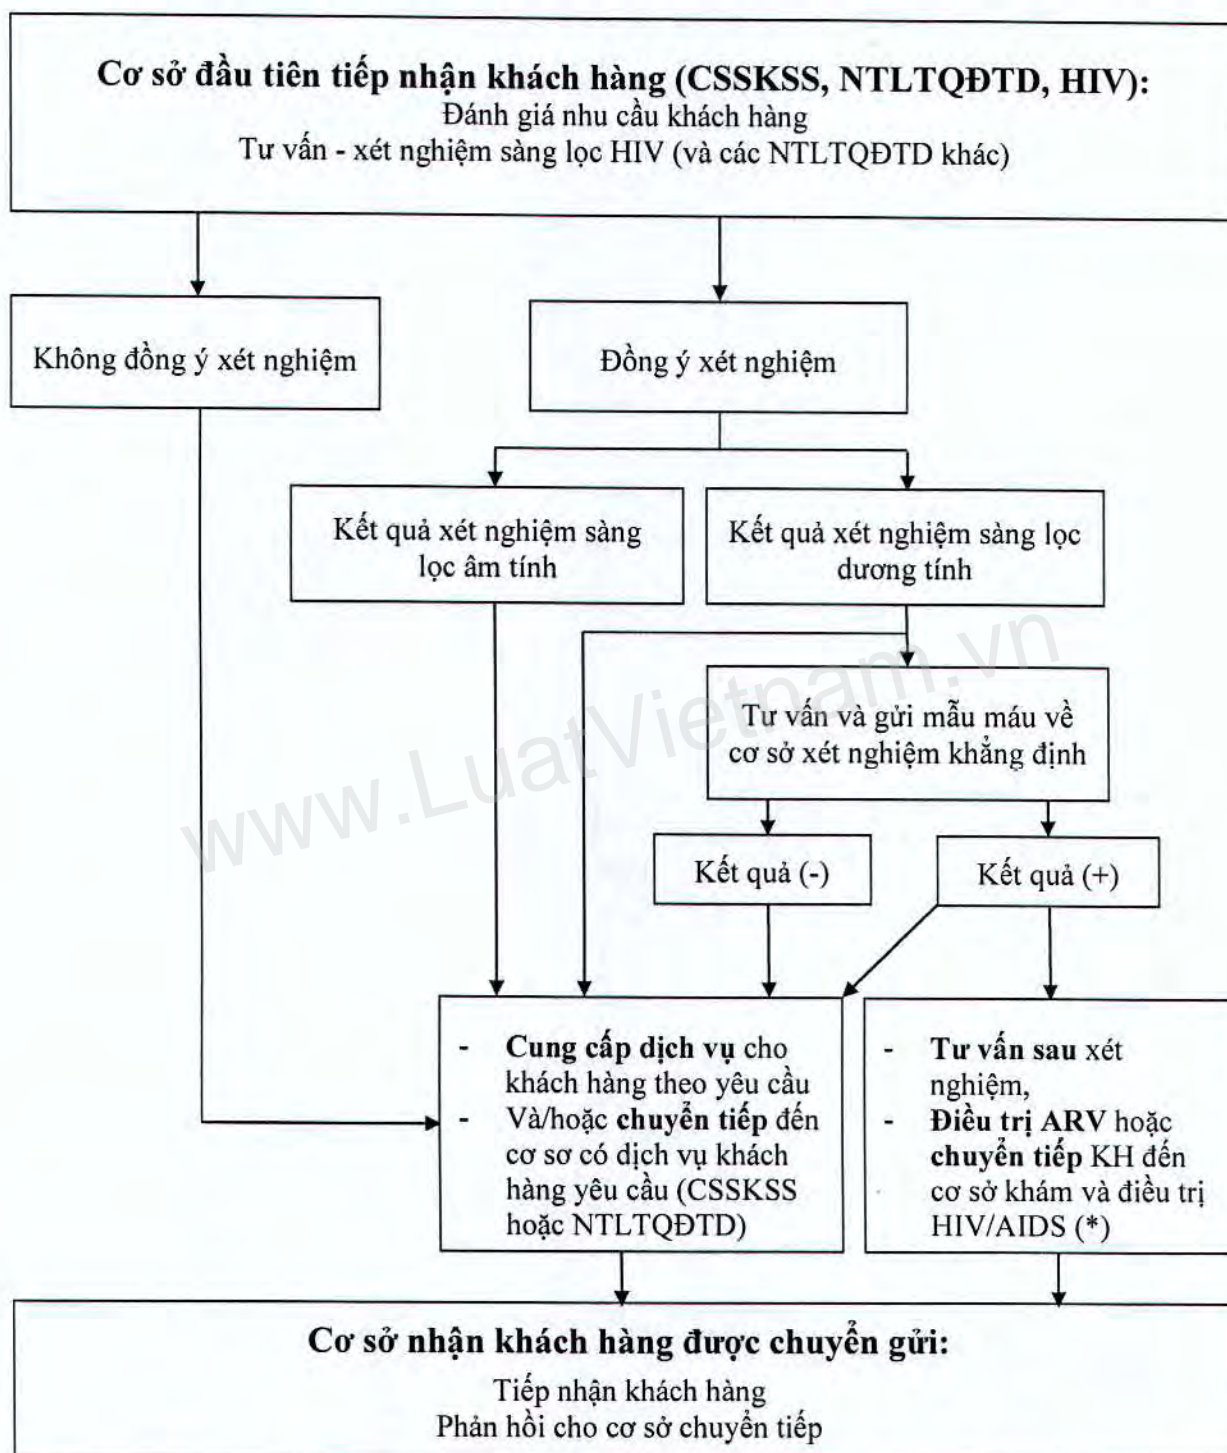 Cơ sở đầu tiên tiếp nhận khách hàng (CSSKSS, NTLTQĐTD, HIV):
Đánh giá nhu cầu khách hàng
Tư vấn - xét nghiệm sàng lọc HIV (và các NTLTQĐTD khác)
Không đồng ý xét nghiệm
Đồng ý xét nghiệm
Kết quả xét nghiệm sàng
lọc âm tính
Kết quả xét nghiệm sàng lọc
dương tính
Tư vấn và gửi mẫu máu về
cơ sở xét nghiệm khẳng định
www.LuatVietnam.vn
Kết quả (-)
Kết quả (+)
- Cung cấp dịch vụ cho
khách hàng theo yêu cầu
- Và/hoặc chuyển tiếp đến
cơ sơ có dịch vụ khách
hàng yêu cầu (CSSKSS
hoặc NTLTQĐTD)
- Tư vấn sau xét
nghiệm,
- Điều trị ARV hoặc
chuyển tiếp KH đến
cơ sở khám và điều trị
HIV/AIDS (*)
Cơ sở nhận khách hàng được chuyển gửi:
Tiếp nhận khách hàng
Phản hồi cho cơ sở chuyển tiếp